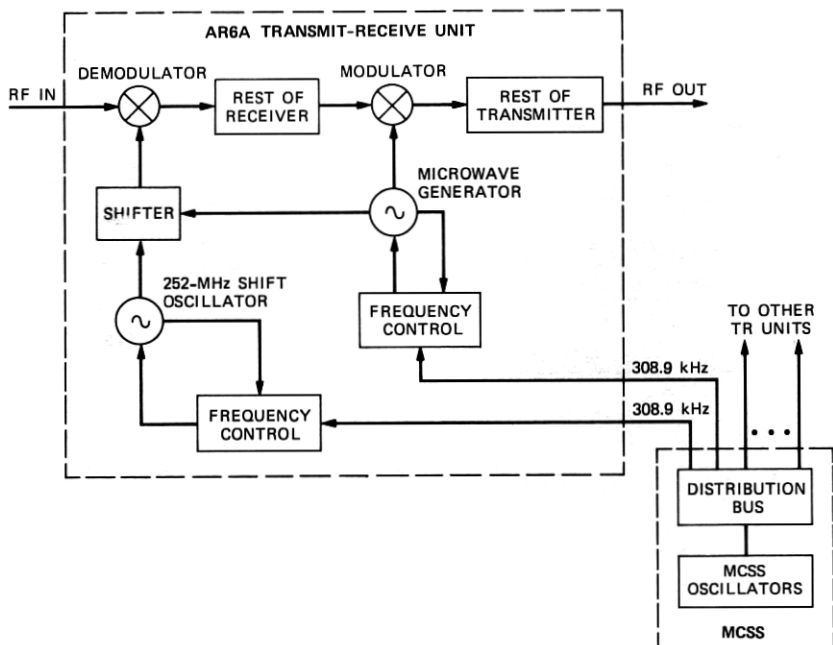 AR6A TRANSMIT-RECEIVE UNIT
DEMODULATOR
MODULATOR
RF IN
REST OF
RECEIVER
REST OF
TRANSMITTER
RF OUT
MICROWAVE
GENERATOR
SHIFTER
252-MHz SHIFT
OSCILLATOR
FREQUENCY
CONTROL
TO OTHER
TR UNITS
308.9 kHz
308.9 kHz
FREQUENCY
CONTROL
• • •
DISTRIBUTION
BUS
MCSS
OSCILLATORS
MCSS